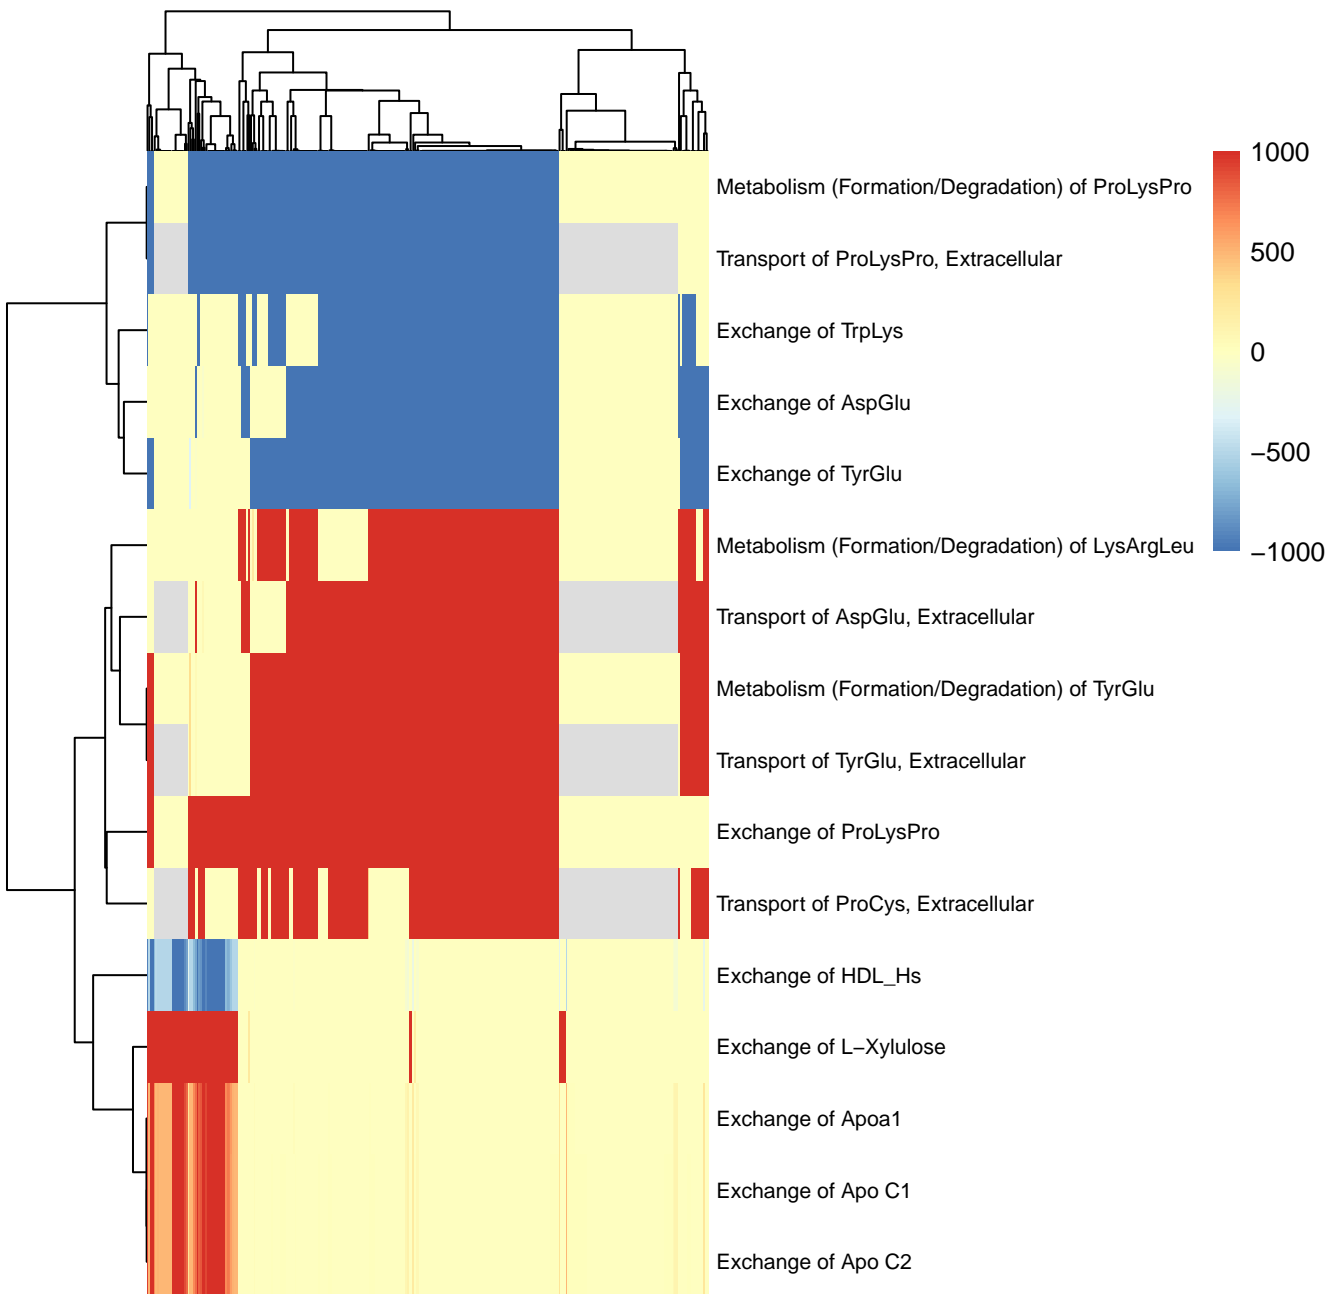 Metabolism (Formation/Degradation) of ProLysPro
Transport of ProLysPro, Extracellular
Exchange of TrpLys
Exchange of AspGlu
Exchange of TyrGlu
Metabolism (Formation/Degradation) of LysArgLeu
Transport of AspGlu, Extracellular
Metabolism (Formation/Degradation) of TyrGlu
Transport of TyrGlu, Extracellular
Exchange of ProLysPro
Transport of ProCys, Extracellular
Exchange of HDL_Hs
Exchange of L−Xylulose
Exchange of Apoa1
Exchange of Apo C1
Exchange of Apo C2
1000
500
0
−500
−1000